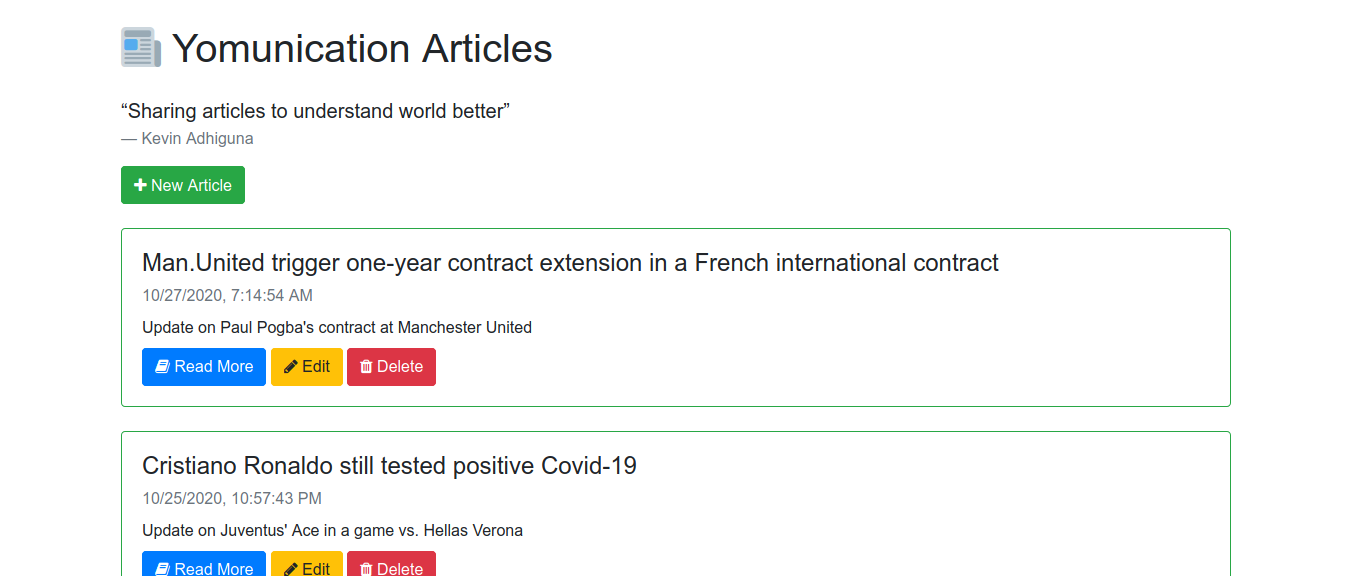 Yomunication Articles
“Sharing articles to understand world better”
— Kevin Adhiguna
New Article
Man.United trigger one-year contract extension in a French international contract
10/27/2020, 7:14:54 AM
Update on Paul Pogba's contract at Manchester United
Read More Edit Delete
Cristiano Ronaldo still tested positive Covid-19
10/25/2020, 10:57:43 PM
Update on Juventus' Ace in a game vs. Hellas Verona
Read More Edit Delete